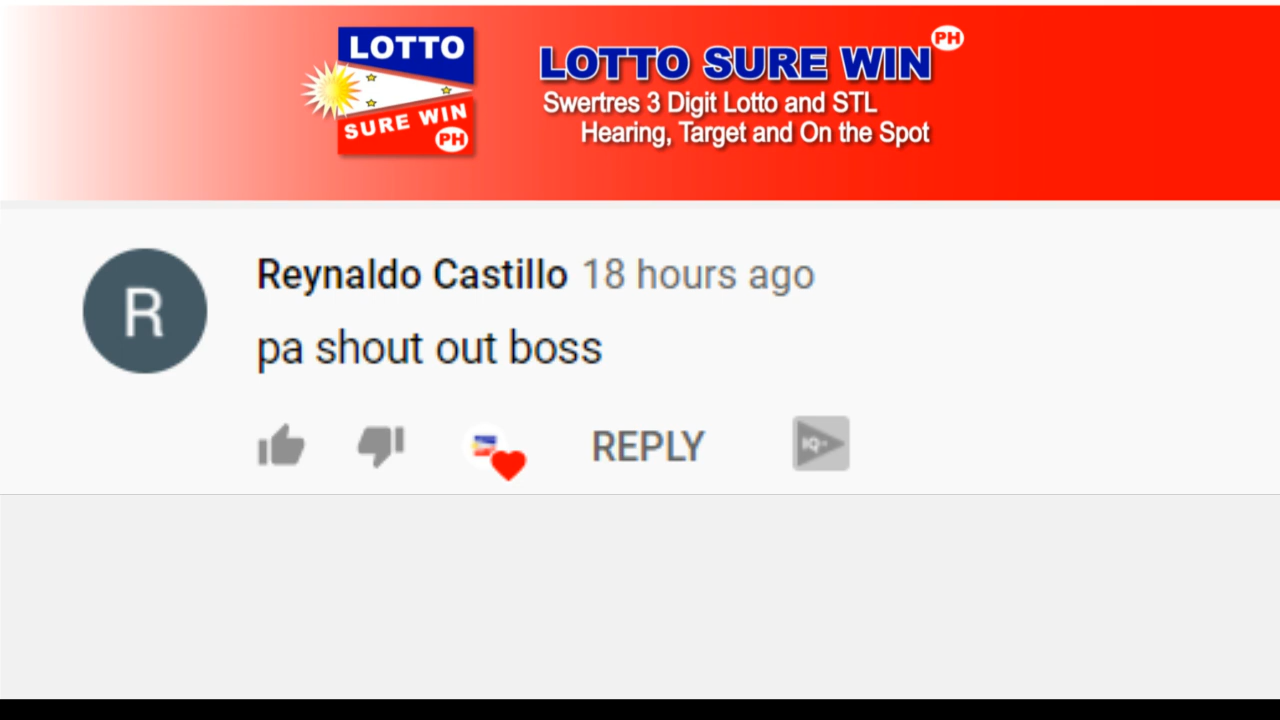 LOTTO
SURE WIN
PH
LOTTO SURE WIN PH
Swertres 3 Digit Lotto and STL
Hearing, Target and On the Spot
R
Reynaldo Castillo 18 hours ago
pa shout out boss
REPLY
IQ